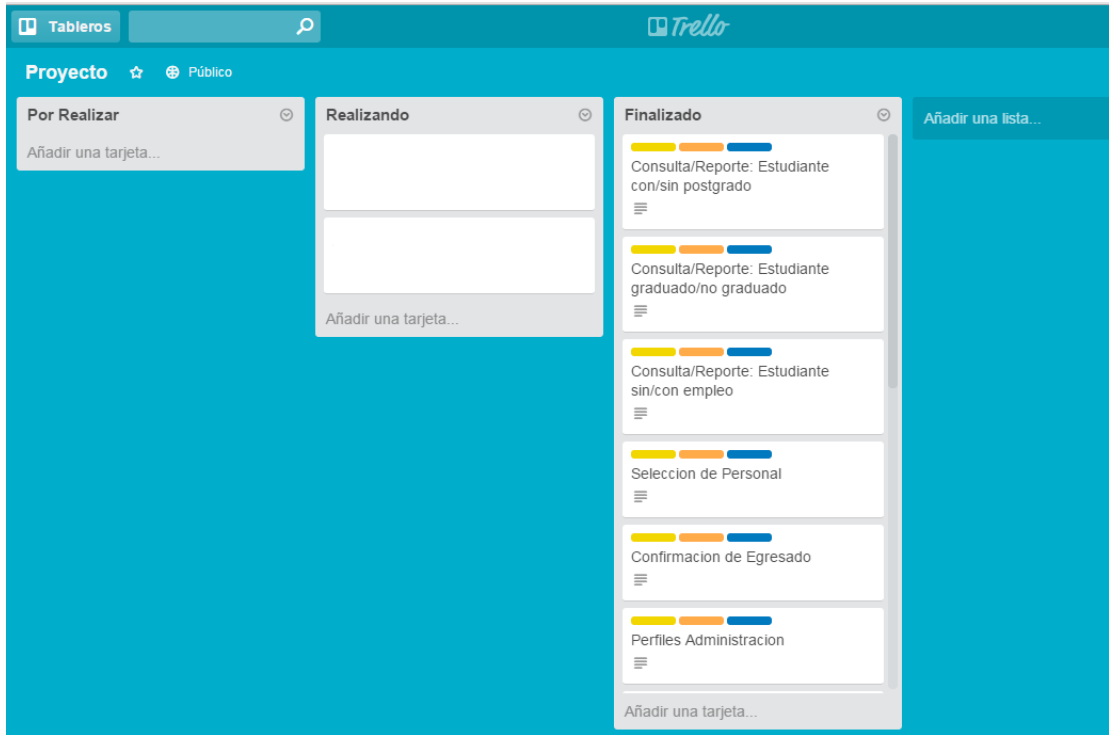 Tableros
Trello
Proyecto
Público
Por Realizar
Añadir una tarjeta...
Realizando
Añadir una tarjeta...
Finalizado
Consulta/Reporte: Estudiante
con/sin postgrado
Consulta/Reporte: Estudiante
graduado/no graduado
Consulta/Reporte: Estudiante
sin/con empleo
Seleccion de Personal
Confirmacion de Egresado
Perfiles Administracion
Añadir una tarjeta...
Añadir una lista...